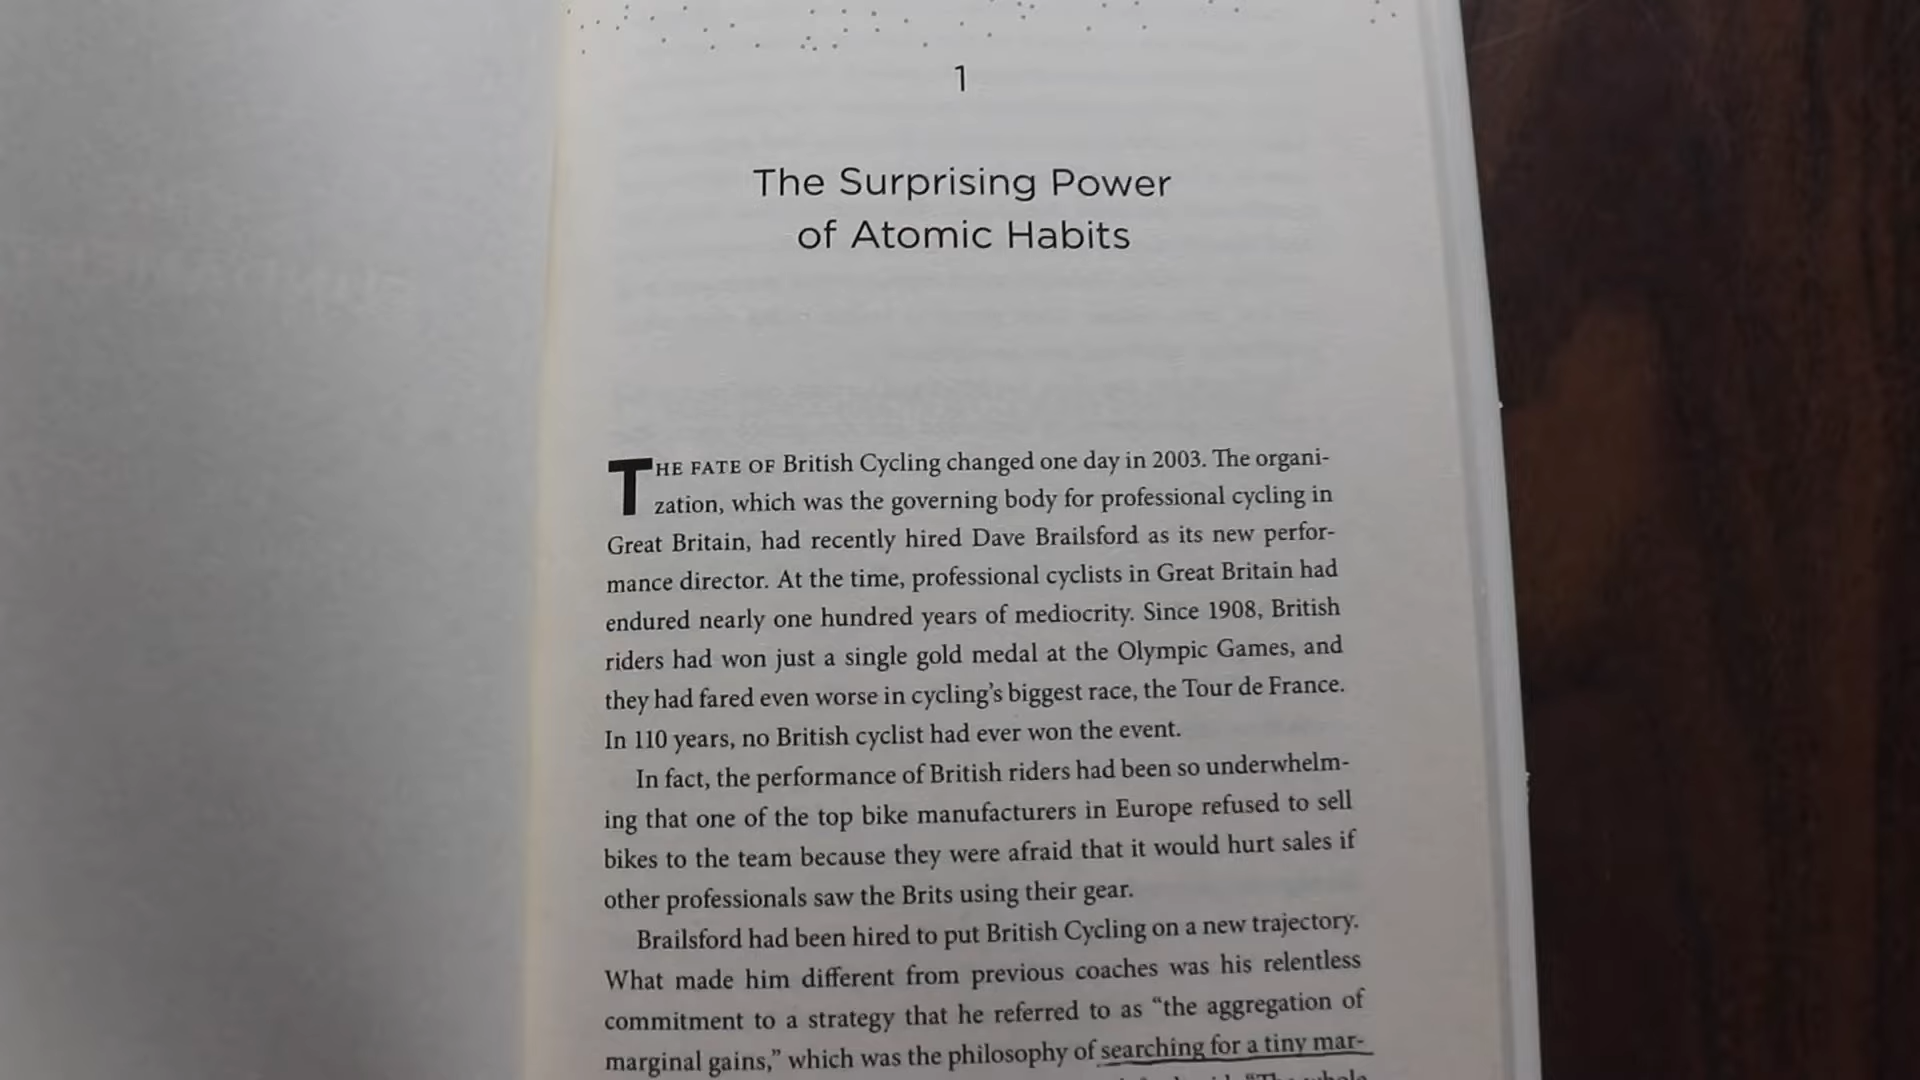 1
The Surprising Power
of Atomic Habits
THE FATE OF British Cycling changed one day in 2003. The organi-
zation, which was the governing body for professional cycling in
Great Britain, had recently hired Dave Brailsford as its new perfor-
mance director. At the time, professional cyclists in Great Britain had
endured nearly one hundred years of mediocrity. Since 1908, British
riders had won just a single gold medal at the Olympic Games, and
they had fared even worse in cycling’s biggest race, the Tour de France.
In 110 years, no British cyclist had ever won the event.
In fact, the performance of British riders had been so underwhelm-
ing that one of the top bike manufacturers in Europe refused to sell
bikes to the team because they were afraid that it would hurt sales if
other professionals saw the Brits using their gear.
Brailsford had been hired to put British Cycling on a new trajectory.
What made him different from previous coaches was his relentless
commitment to a strategy that he referred to as “the aggregation of
marginal gains,” which was the philosophy of searching for a tiny mar-
“The whole